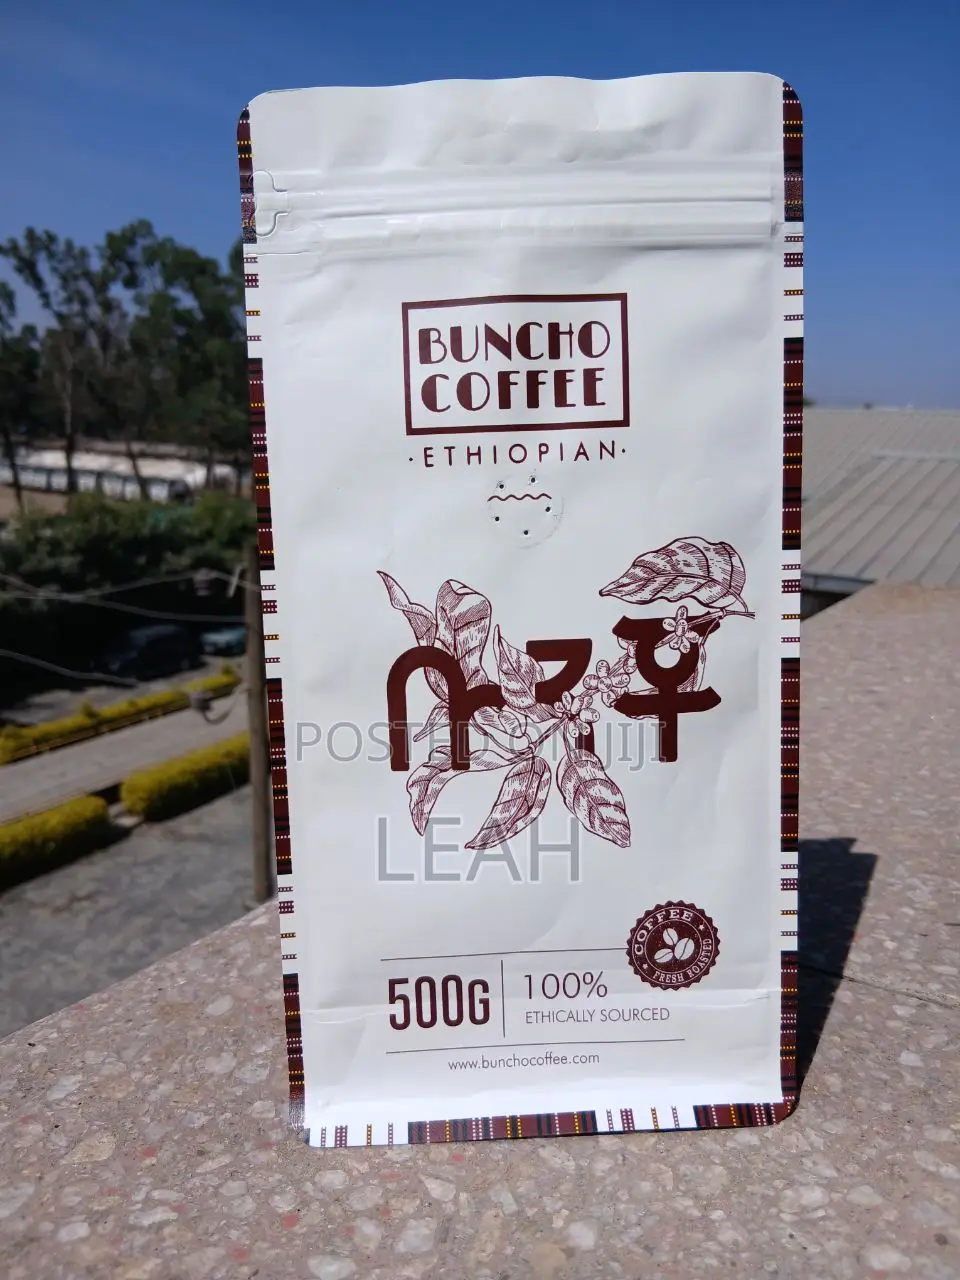 BUNCHO
COFFEE
·ETHIOPIAN·
ቡንቾ
POSTED ON JIJI
LEAH
COFFEE
FRESH ROASTED
500G
100%
ETHICALLY SOURCED
www.bunchocoffee.com